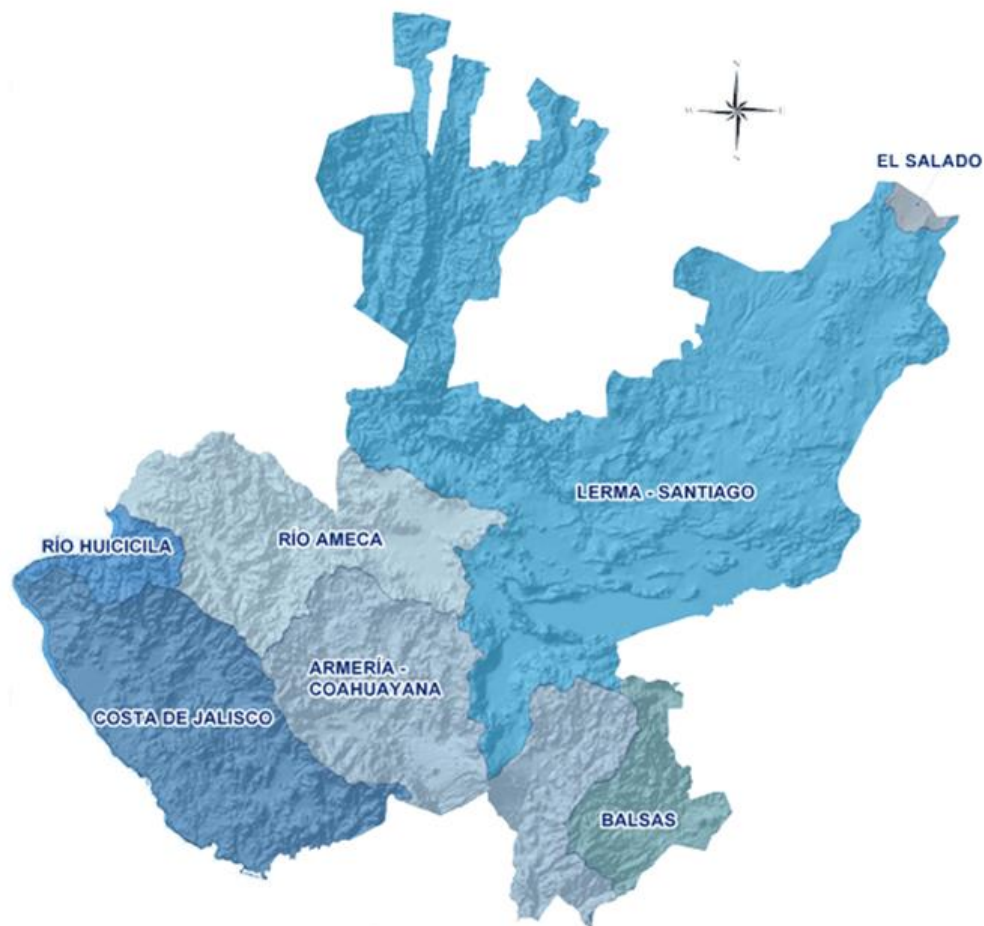 N
W E
S
EL SALADO
LERMA - SANTIAGO
RÍO HUICICILA
RÍO AMECA
ARMERÍA -
COAHUAYANA
COSTA DE JALISCO
BALSAS